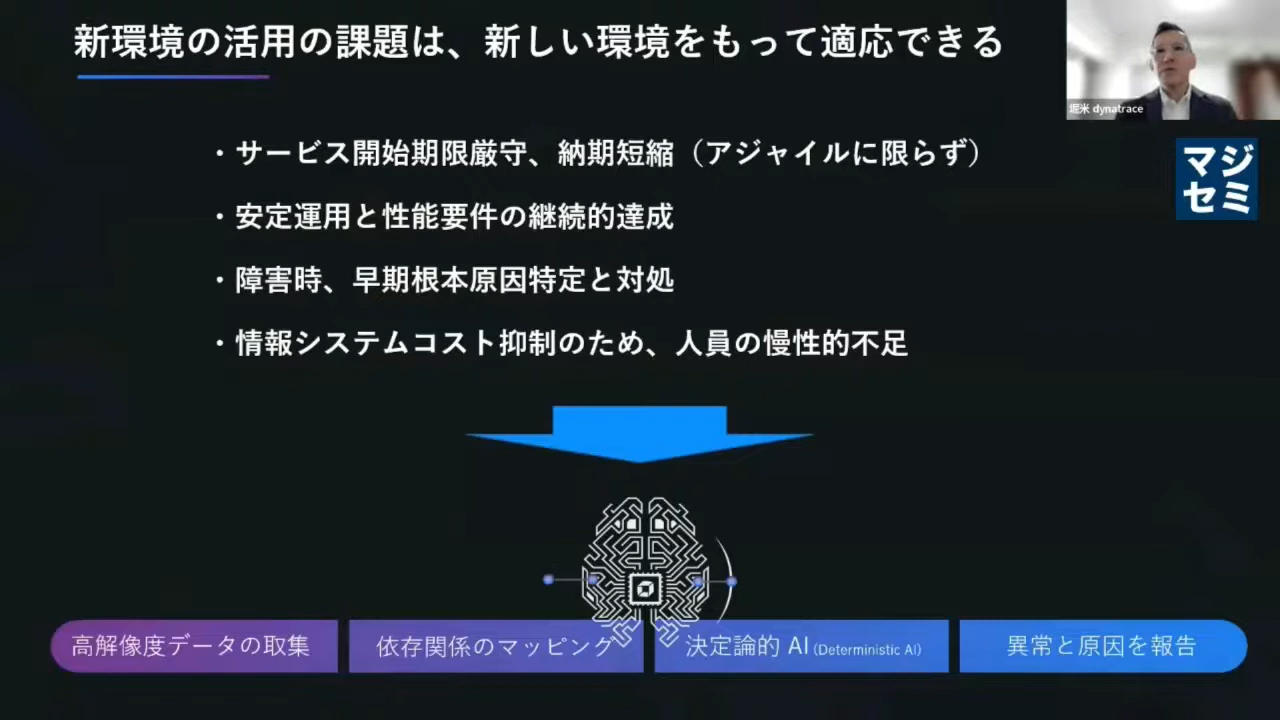 新環境の活用の課題は、新しい環境をもって適応できる
堀米 dynatrace
マジ
セミ
・サービス開始期限厳守、納期短縮（アジャイルに限らず）
・安定運用と性能要件の継続的達成
・障害時、早期根本原因特定と対処
・情報システムコスト抑制のため、人員の慢性的不足
高解像度データの取集
依存関係のマッピング
決定論的 AI (Deterministic AI)
異常と原因を報告